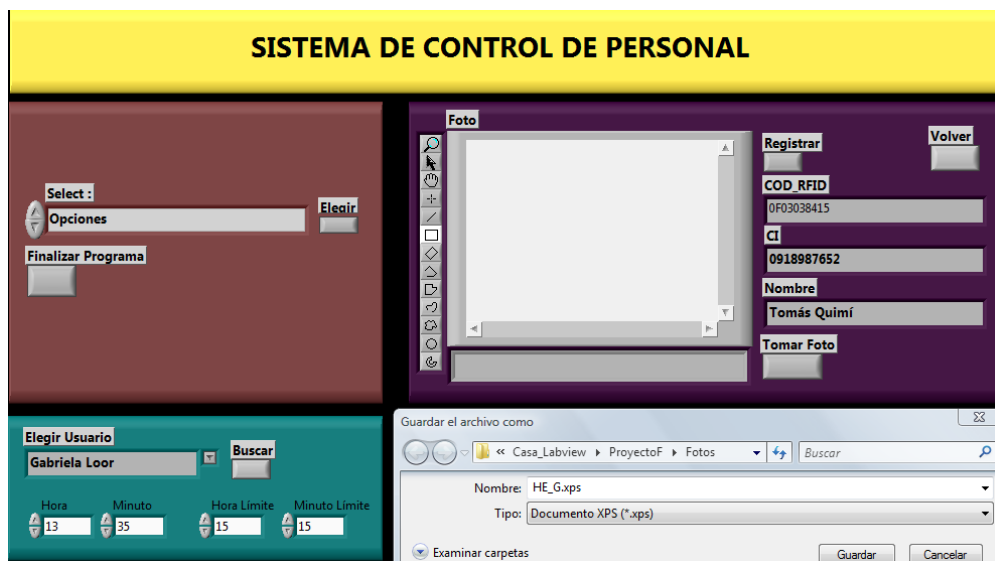 SISTEMA DE CONTROL DE PERSONAL
Select :
Opciones
Elegir
Finalizar Programa
Foto
Registrar
Volver
COD_RFID
0F03038415
CI
0918987652
Nombre
Tomás Quimí
Tomar Foto
Elegir Usuario
Gabriela Loor
Buscar
Hora Minuto Hora Límite Minuto Límite
13 35 15 15
Guardar el archivo como
« Casa_Labview ProyectoF Fotos Buscar
Nombre: HE_G.xps
Tipo: Documento XPS (*.xps)
Examinar carpetas Guardar Cancelar